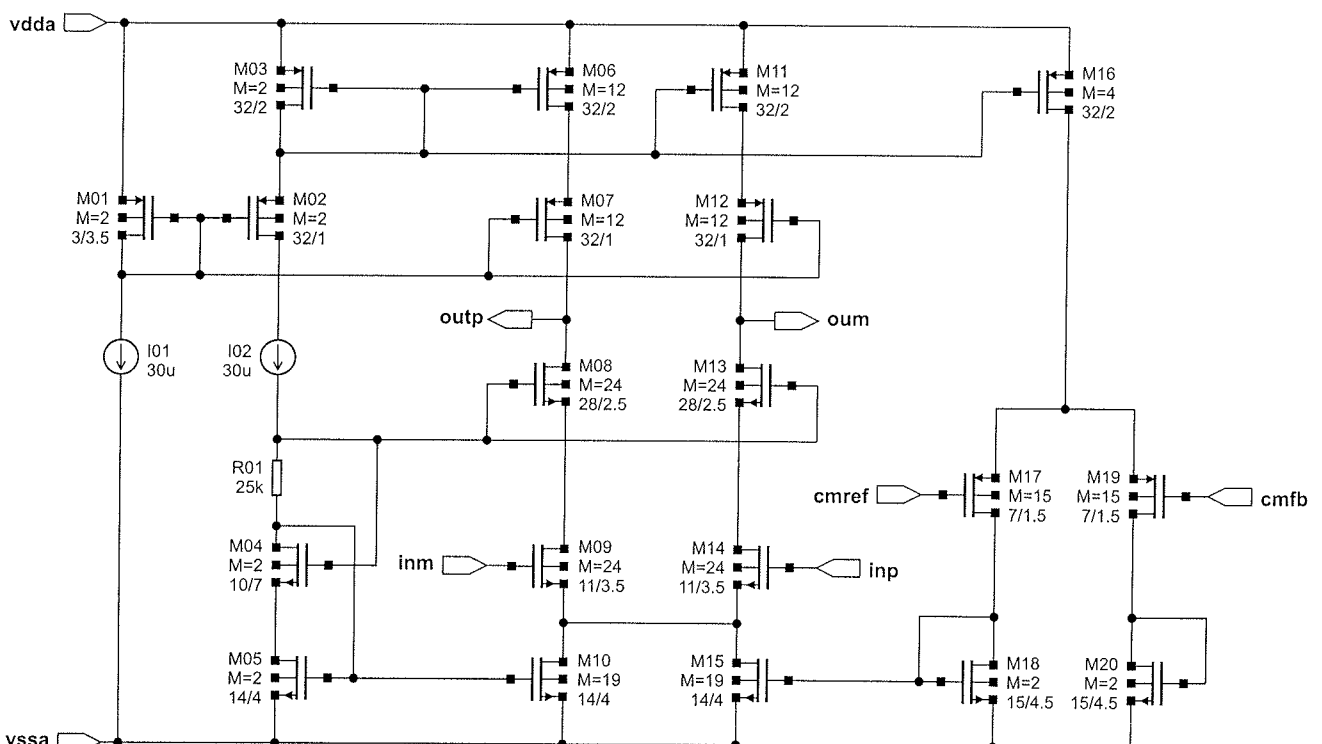 vdda
M03
M=2
32/2
M06
M=12
32/2
M11
M=12
32/2
M16
M=4
32/2
M01
M=2
3/3.5
M02
M=2
32/1
M07
M=12
32/1
M12
M=12
32/1
outp
oum
I01
30u
I02
30u
M08
M=24
28/2.5
M13
M=24
28/2.5
R01
25k
cmref
M17
M=15
7/1.5
M19
M=15
7/1.5
cmfb
M04
M=2
10/7
inm
M09
M=24
11/3.5
M14
M=24
11/3.5
inp
M05
M=2
14/4
M10
M=19
14/4
M15
M=19
14/4
M18
M=2
15/4.5
M20
M=2
15/4.5
vssa